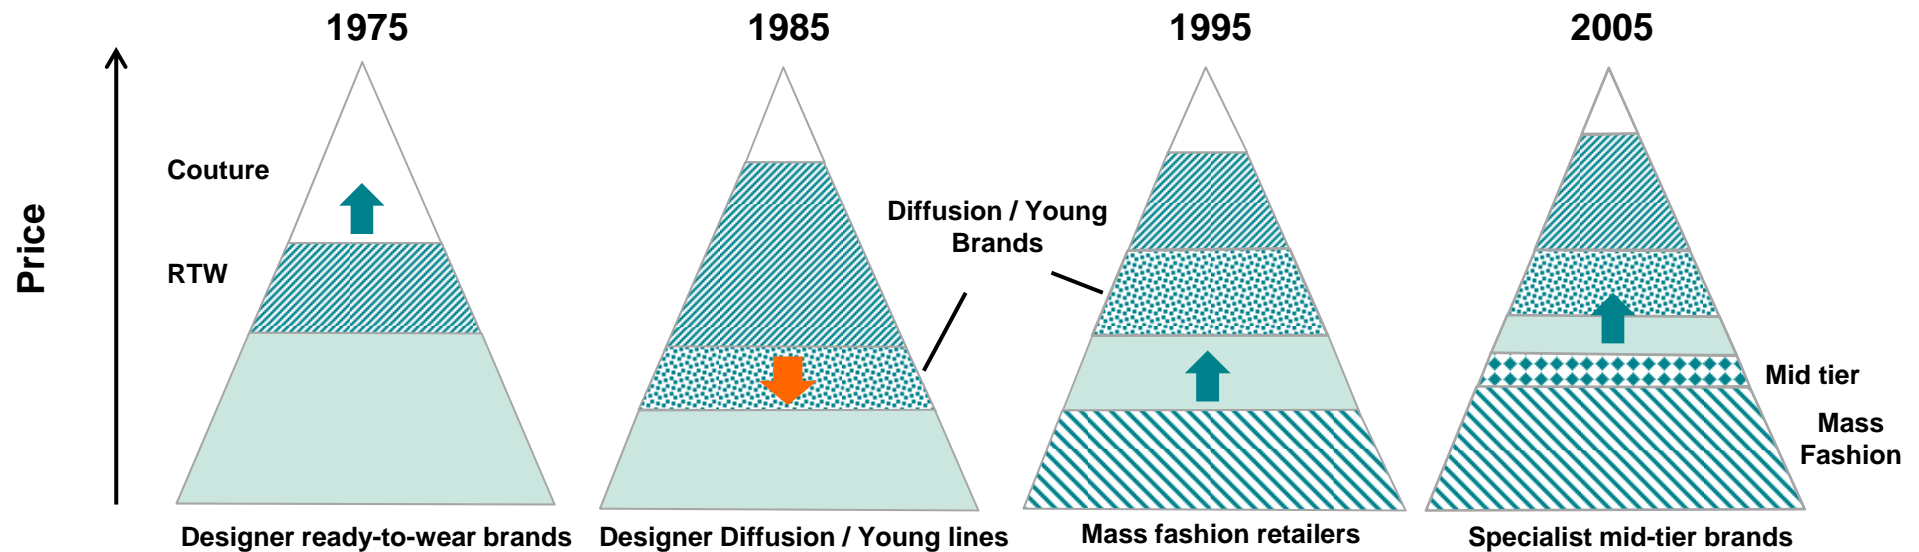 1975
1985
1995
2005
Price
Couture
RTW
Diffusion / Young
Brands
Mid tier
Mass
Fashion
Designer ready-to-wear brands
Designer Diffusion / Young lines
Mass fashion retailers
Specialist mid-tier brands